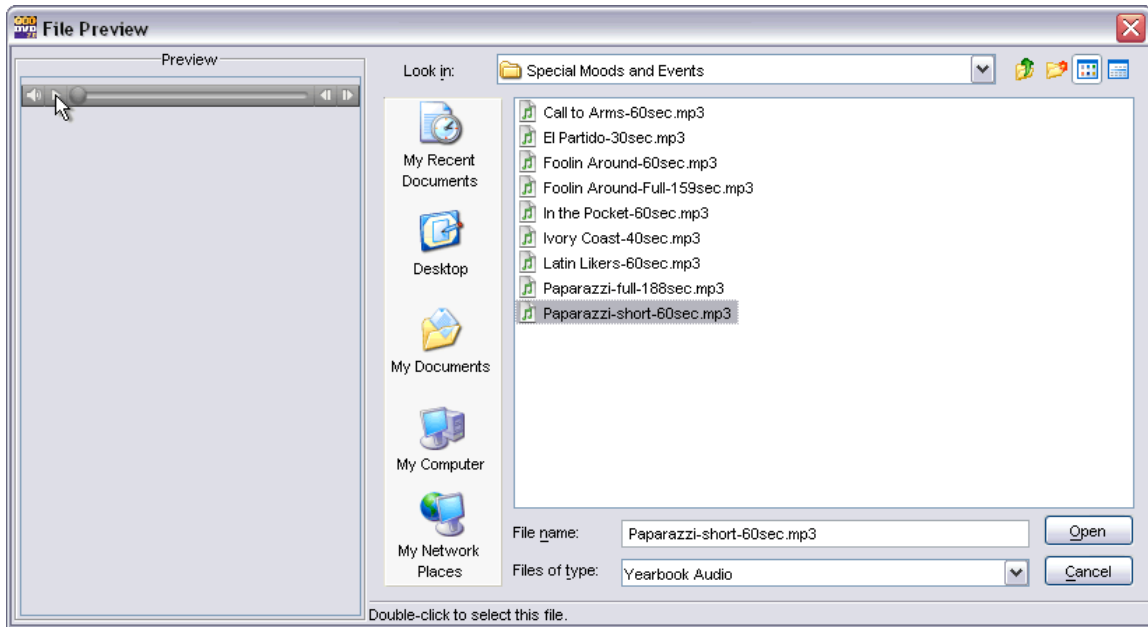 File Preview
Preview
Look in:
Special Moods and Events
My Recent
Documents
Desktop
My Documents
My Computer
My Network
Places
Call to Arms-60sec.mp3
El Partido-30sec.mp3
Foolin Around-60sec.mp3
Foolin Around-Full-159sec.mp3
In the Pocket-60sec.mp3
Ivory Coast-40sec.mp3
Latin Likers-60sec.mp3
Paparazzi-full-188sec.mp3
Paparazzi-short-60sec.mp3
File name:
Paparazzi-short-60sec.mp3
Open
Files of type:
Yearbook Audio
Cancel
Double-click to select this file.